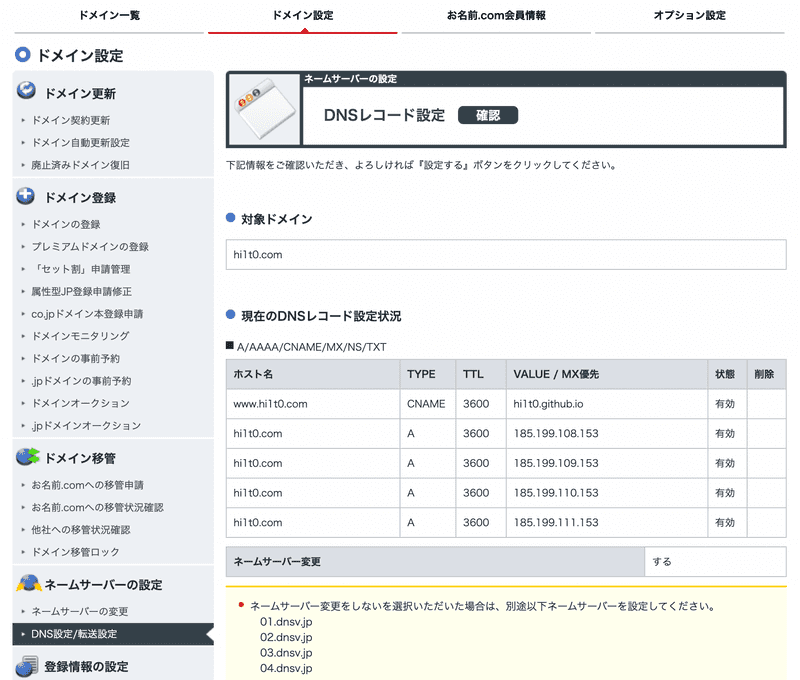 ドメイン一覧
ドメイン設定
お名前.com会員情報
オプション設定
ドメイン設定
ドメイン更新
ドメイン契約更新
ドメイン自動更新設定
廃止済みドメイン復旧
ドメイン登録
ドメインの登録
プレミアムドメインの登録
「セット割」申請管理
属性型JP登録申請修正
co.jpドメイン本登録申請
ドメインモニタリング
ドメインの事前予約
.jpドメインの事前予約
ドメインオークション
.jpドメインオークション
ドメイン移管
お名前.comへの移管申請
お名前.comへの移管状況確認
他社への移管状況確認
ドメイン移管ロック
ネームサーバーの設定
ネームサーバーの変更
DNS設定/転送設定
登録情報の設定
ネームサーバーの設定
DNSレコード設定 確認
下記情報をご確認いただき、よろしければ『設定する』ボタンをクリックしてください。
対象ドメイン
hi1t0.com
現在のDNSレコード設定状況
A/AAAA/CNAME/MX/NS/TXT
ホスト名 TYPE TTL VALUE / MX優先 状態 削除
www.hi1t0.com CNAME 3600 hi1t0.github.io 有効
hi1t0.com A 3600 185.199.108.153 有効
hi1t0.com A 3600 185.199.109.153 有効
hi1t0.com A 3600 185.199.110.153 有効
hi1t0.com A 3600 185.199.111.153 有効
ネームサーバー変更 する
ネームサーバー変更をしないを選択いただいた場合は、別途以下ネームサーバーを設定してください。
01.dnsv.jp
02.dnsv.jp
03.dnsv.jp
04.dnsv.jp